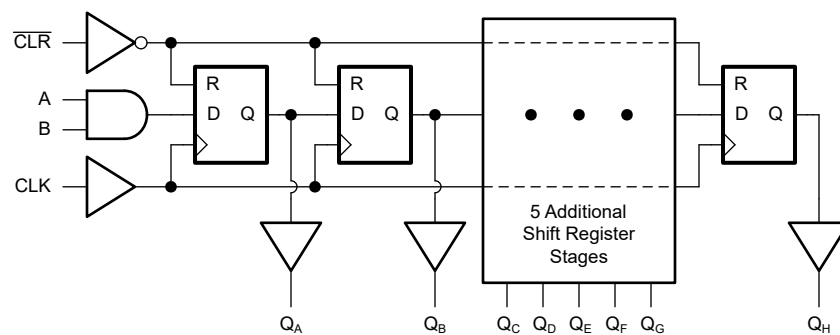 CLR
A
B
CLK
R
D Q
R
D Q
R
D Q
5 Additional
Shift Register
Stages
QA
QB
QC
QD
QE
QF
QG
QH